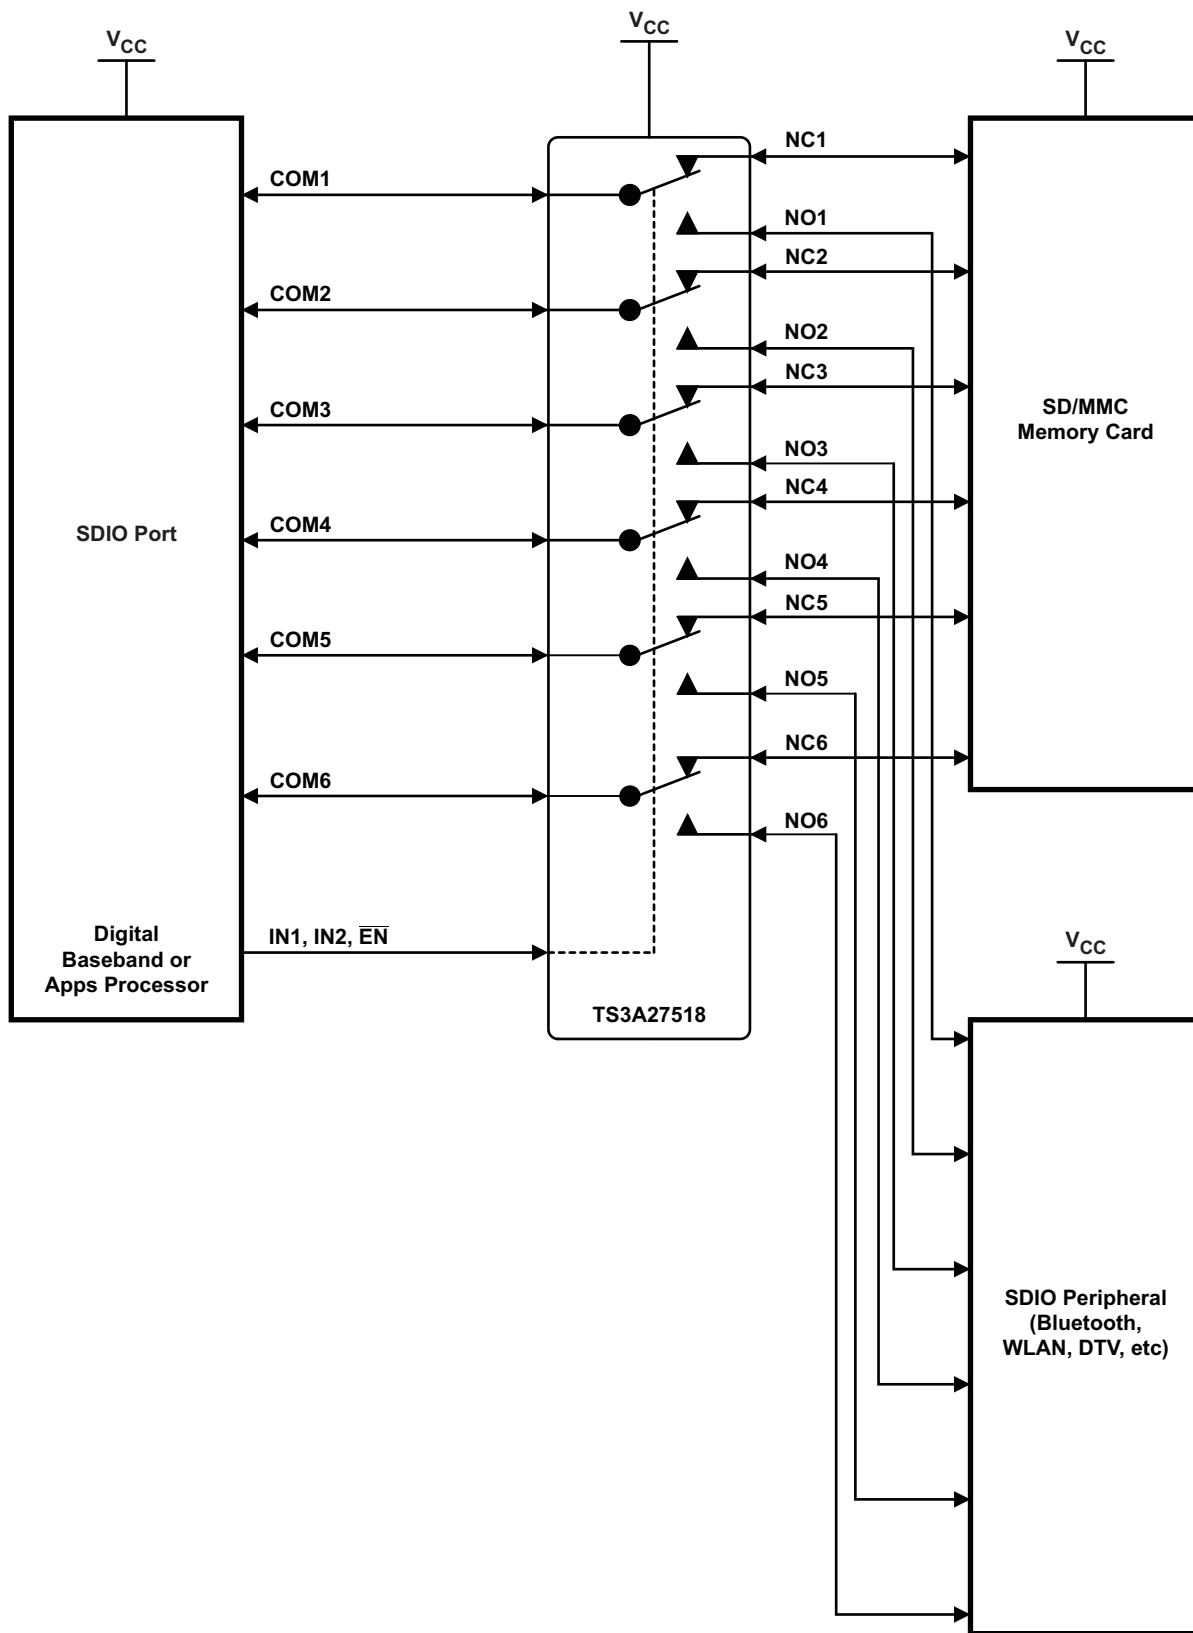 VCC
VCC
VCC
COM1
NC1
NO1
COM2
NC2
NO2
COM3
NC3
NO3
SD/MMC
Memory Card
COM4
NC4
NO4
SDIO Port
COM5
NC5
NO5
COM6
NC6
NO6
Digital
Baseband or
Apps Processor
IN1, IN2, E̅N̅
TS3A27518
VCC
SDIO Peripheral
(Bluetooth,
WLAN, DTV, etc)